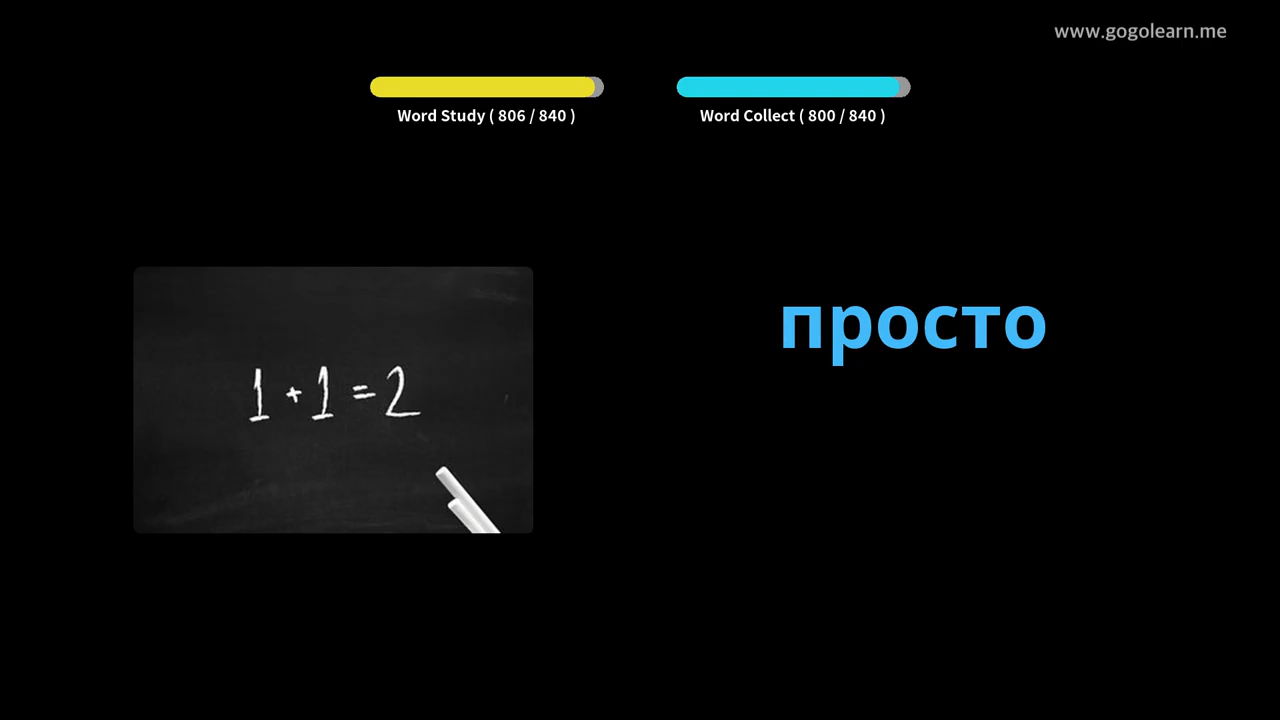 www.gogolearn.me
Word Study ( 806 / 840 )
Word Collect ( 800 / 840 )
просто
1 + 1 = 2